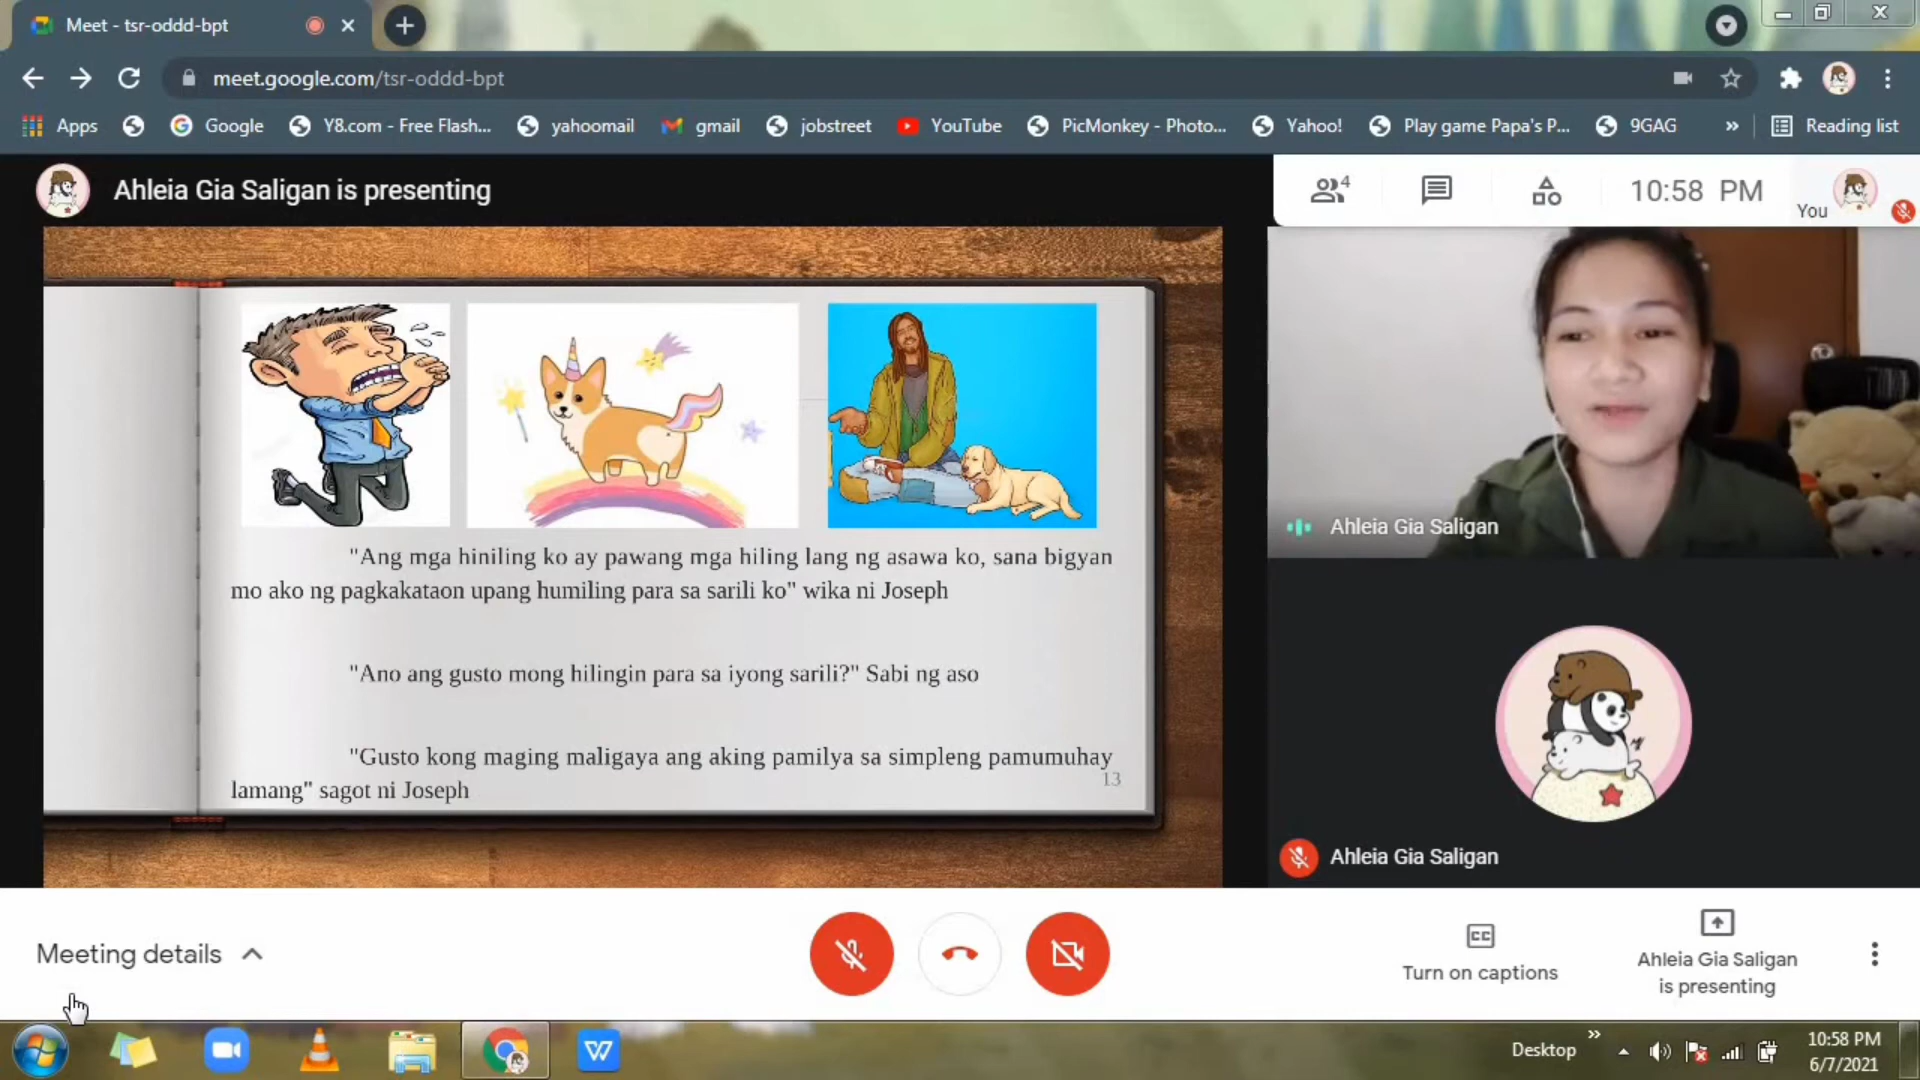 Meet - tsr-oddd-bpt
meet.google.com/tsr-oddd-bpt
Apps Google Y8.com - Free Flash... yahoomail gmail jobstreet YouTube PicMonkey - Photo... Yahoo! Play game Papa's P... 9GAG » Reading list
Ahleia Gia Saligan is presenting
4
10:58 PM
You
"Ang mga hiniling ko ay pawang mga hiling lang ng asawa ko, sana bigyan
mo ako ng pagkakataon upang humiling para sa sarili ko" wika ni Joseph
"Ano ang gusto mong hilingin para sa iyong sarili?" Sabi ng aso
"Gusto kong maging maligaya ang aking pamilya sa simpleng pamumuhay
lamang" sagot ni Joseph
13
Ahleia Gia Saligan
Ahleia Gia Saligan
Meeting details
CC
Turn on captions
Ahleia Gia Saligan
is presenting
W
Desktop »
10:58 PM
6/7/2021